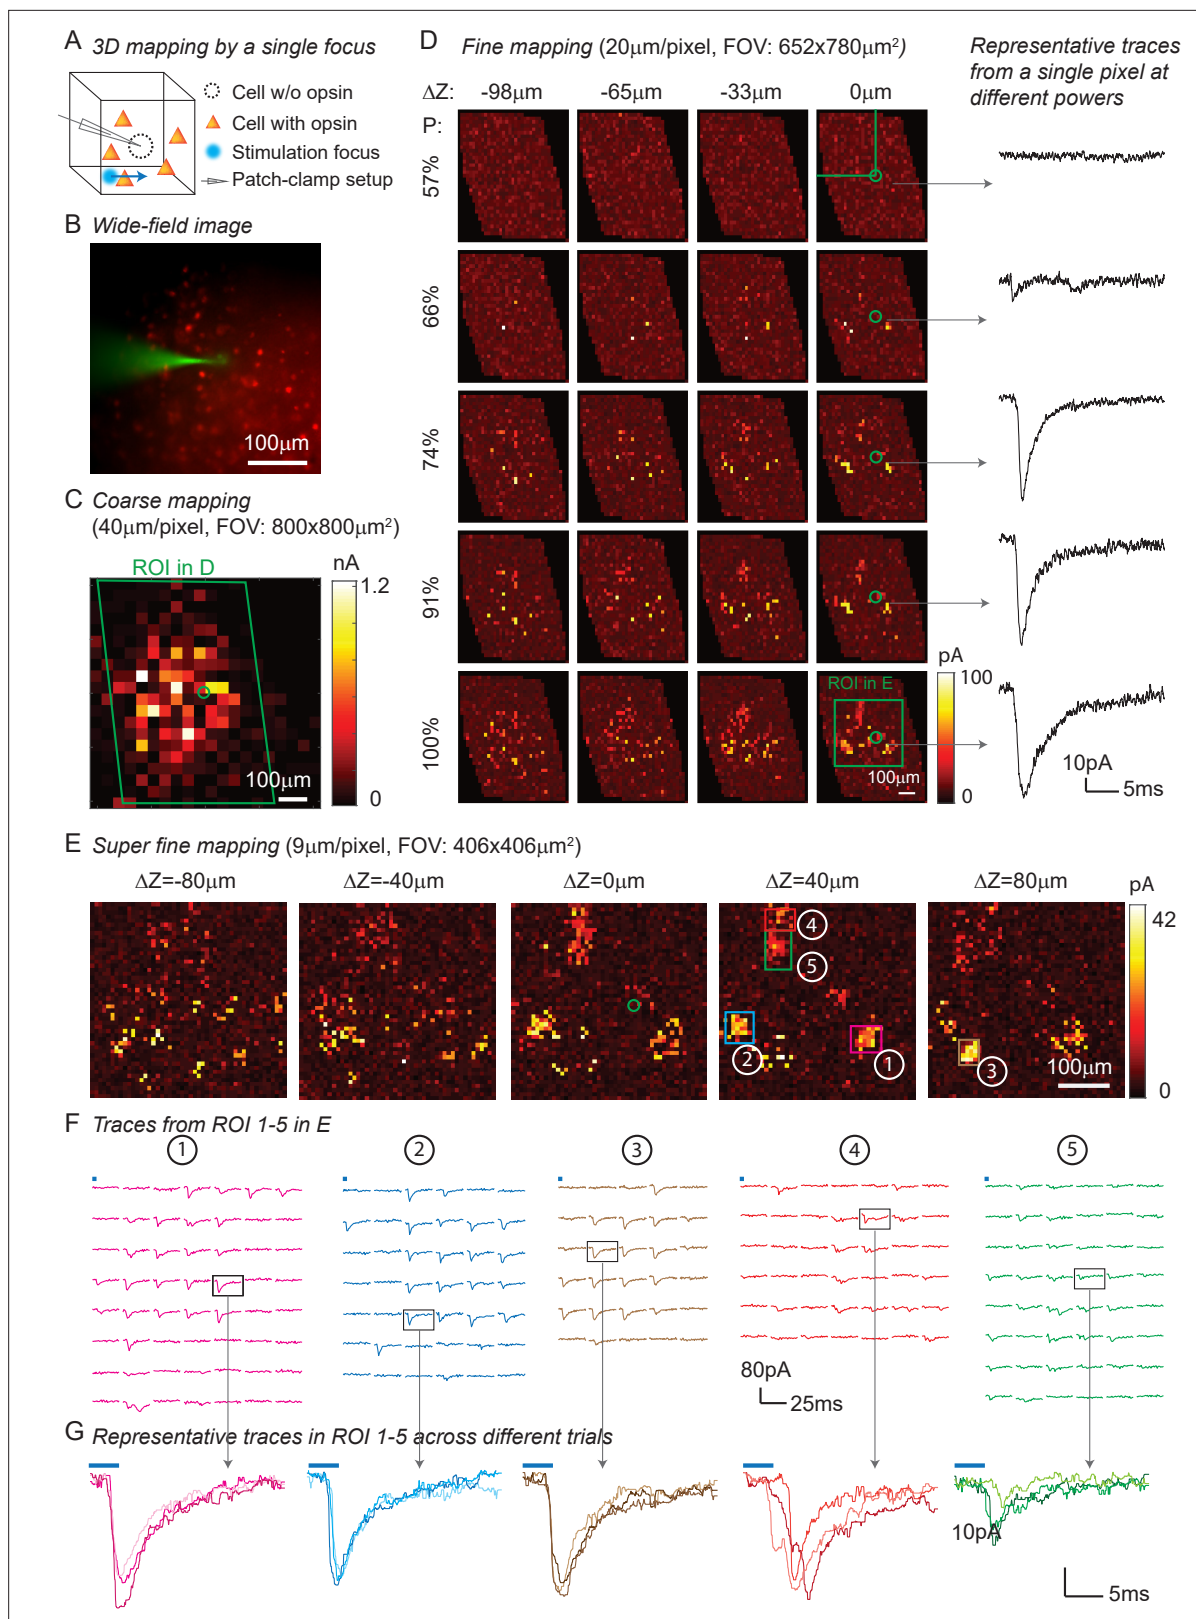 A 3D mapping by a single focus
Cell w/o opsin
Cell with opsin
Stimulation focus
Patch-clamp setup
B Wide-field image
100μm
C Coarse mapping
(40μm/pixel, FOV: 800x800μm²)
ROI in D
nA
1.2
0
100μm
D Fine mapping (20μm/pixel, FOV: 652x780μm²)
Representative traces
from a single pixel at
different powers
ΔZ: -98μm -65μm -33μm 0μm
P:
57%
66%
74%
91%
100%
ROI in E
100μm
pA
100
0
10pA
5ms
E Super fine mapping (9μm/pixel, FOV: 406x406μm²)
ΔZ=-80μm ΔZ=-40μm ΔZ=0μm ΔZ=40μm ΔZ=80μm
pA
42
0
4
5
2
1
3
100μm
F Traces from ROI 1-5 in E
1 2 3 4 5
80pA
25ms
G Representative traces in ROI 1-5 across different trials
10pA
5ms